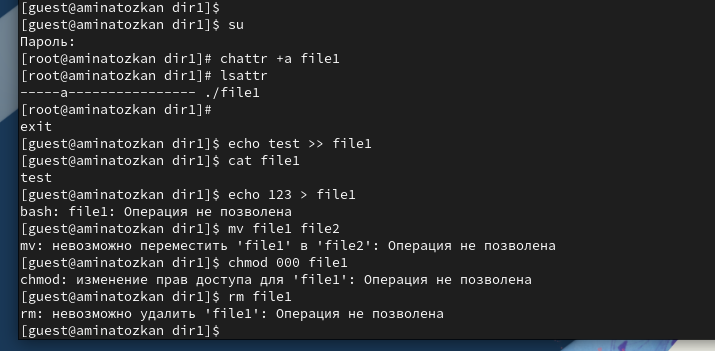 [guest@aminatozkan dir1]$
[guest@aminatozkan dir1]$ su
Пароль:
[root@aminatozkan dir1]# chattr +a file1
[root@aminatozkan dir1]# lsattr
-----a---------------- ./file1
[root@aminatozkan dir1]#
exit
[guest@aminatozkan dir1]$ echo test >> file1
[guest@aminatozkan dir1]$ cat file1
test
[guest@aminatozkan dir1]$ echo 123 > file1
bash: file1: Операция не позволена
[guest@aminatozkan dir1]$ mv file1 file2
mv: невозможно переместить 'file1' в 'file2': Операция не позволена
[guest@aminatozkan dir1]$ chmod 000 file1
chmod: изменение прав доступа для 'file1': Операция не позволена
[guest@aminatozkan dir1]$ rm file1
rm: невозможно удалить 'file1': Операция не позволена
[guest@aminatozkan dir1]$